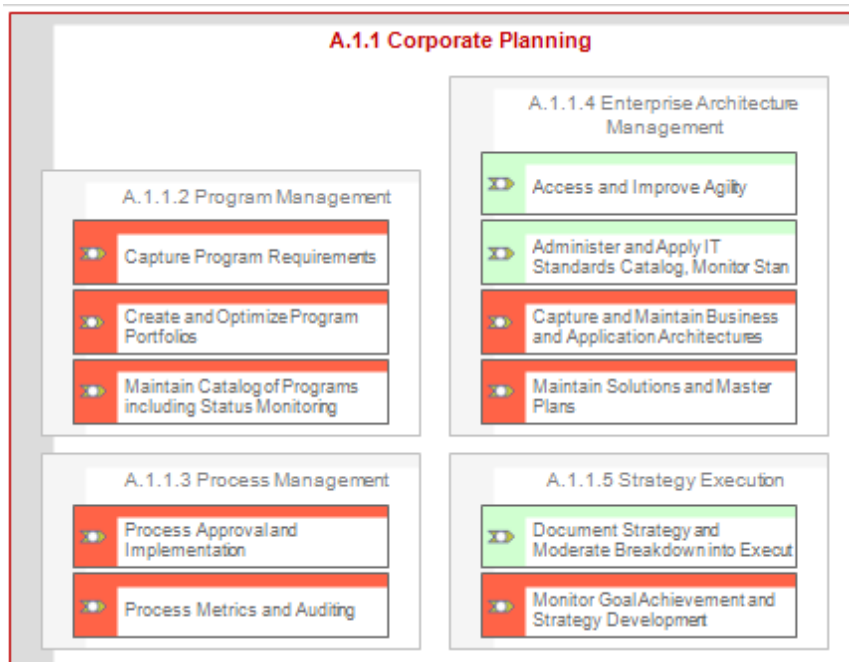 A.1.1 Corporate Planning
A.1.1.2 Program Management
Capture Program Requirements
Create and Optimize Program
Portfolios
Maintain Catalog of Programs
including Status Monitoring
A.1.1.3 Process Management
Process Approval and
Implementation
Process Metrics and Auditing
A.1.1.4 Enterprise Architecture
Management
Access and Improve Agility
Administer and Apply IT
Standards Catalog, Monitor Stan
Capture and Maintain Business
and Application Architectures
Maintain Solutions and Master
Plans
A.1.1.5 Strategy Execution
Document Strategy and
Moderate Breakdown into Execut
Monitor Goal Achievement and
Strategy Development